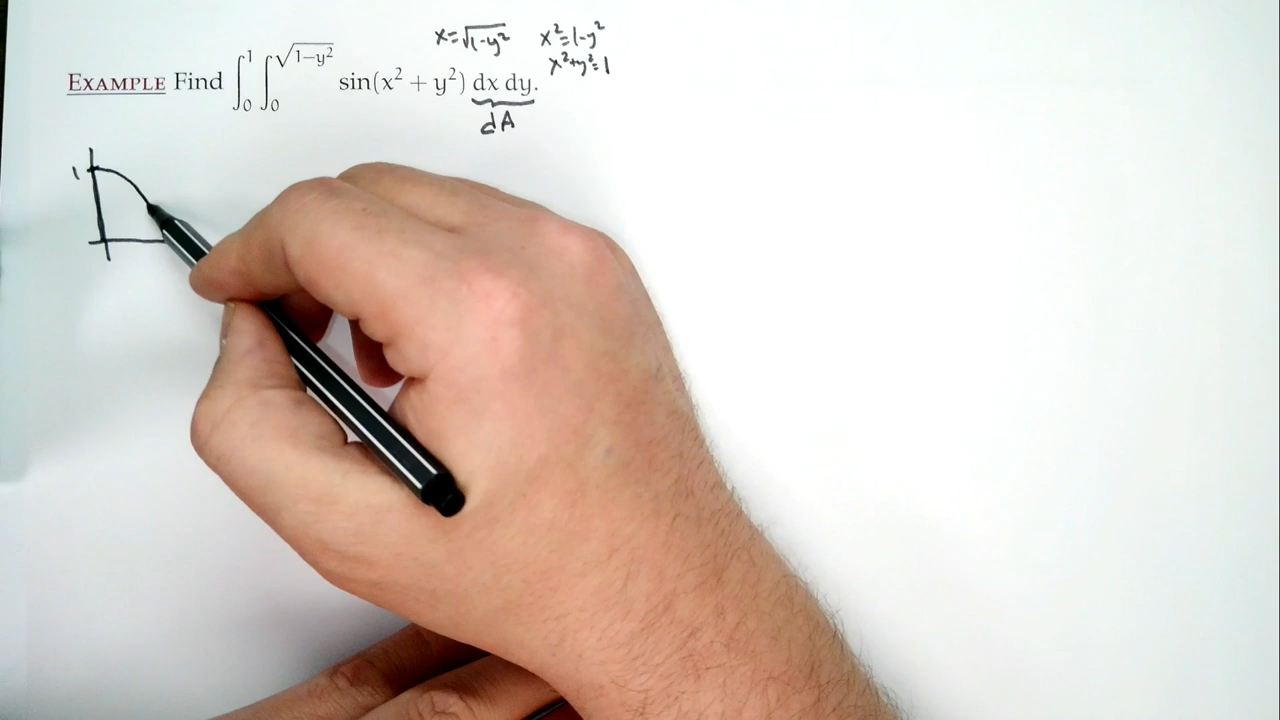 x=√(1-y²) x²=1-y²
x²+y²=1
EXAMPLE Find ∫₀¹ ∫₀^√(1−y²) sin(x² + y²) dx dy.
dA
1